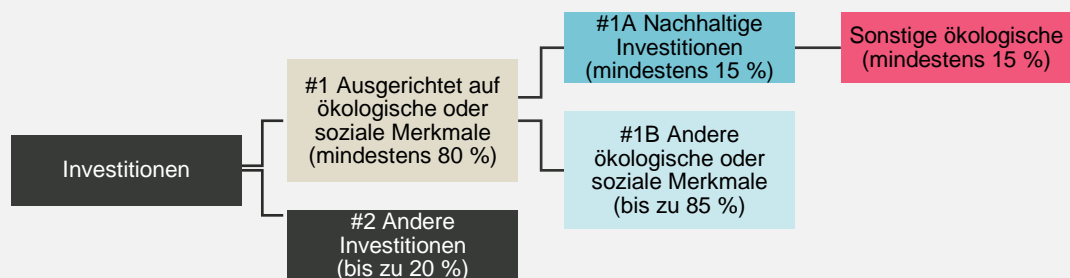 Investitionen
#1 Ausgerichtet auf
ökologische oder
soziale Merkmale
(mindestens 80 %)
#2 Andere
Investitionen
(bis zu 20 %)
#1A Nachhaltige
Investitionen
(mindestens 15 %)
#1B Andere
ökologische oder
soziale Merkmale
(bis zu 85 %)
Sonstige ökologische
(mindestens 15 %)